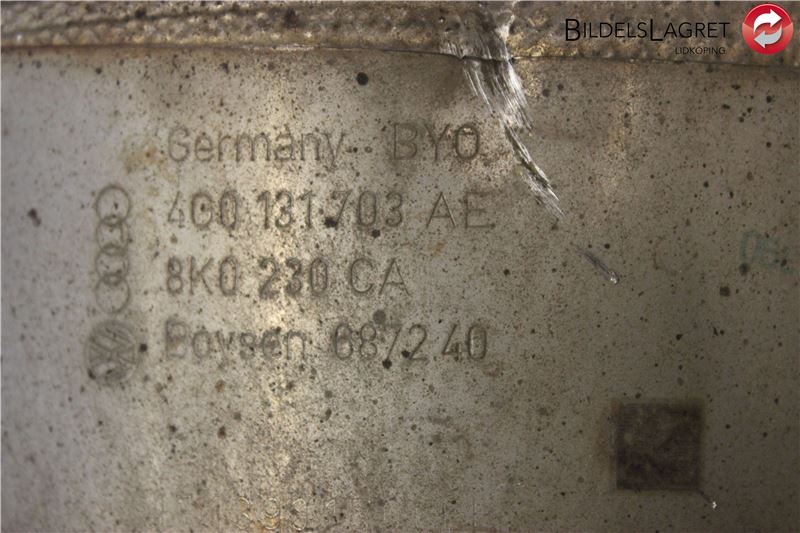 BILDELSLAGRET
LIDKÖPING
Germany BYO
4G0 131 703 AE
8K0 230 CA
Boysen 687240